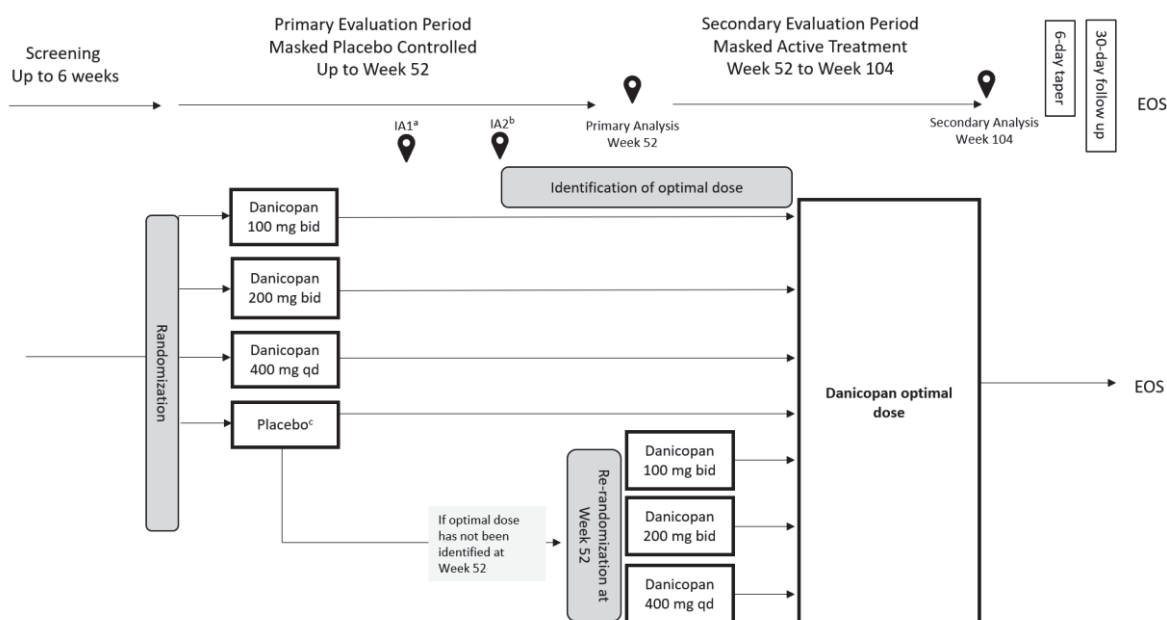 Screening
Up to 6 weeks
Primary Evaluation Period
Masked Placebo Controlled
Up to Week 52
Secondary Evaluation Period
Masked Active Treatment
Week 52 to Week 104
6-day taper
30-day follow up
EOS
IA1ᵃ
IA2ᵇ
Primary Analysis
Week 52
Secondary Analysis
Week 104
Identification of optimal dose
Randomization
Danicopan
100 mg bid
Danicopan
200 mg bid
Danicopan
400 mg qd
Placeboᶜ
Danicopan optimal
dose
EOS
If optimal dose
has not been
identified at
Week 52
Re-randomization at
Week 52
Danicopan
100 mg bid
Danicopan
200 mg bid
Danicopan
400 mg qd